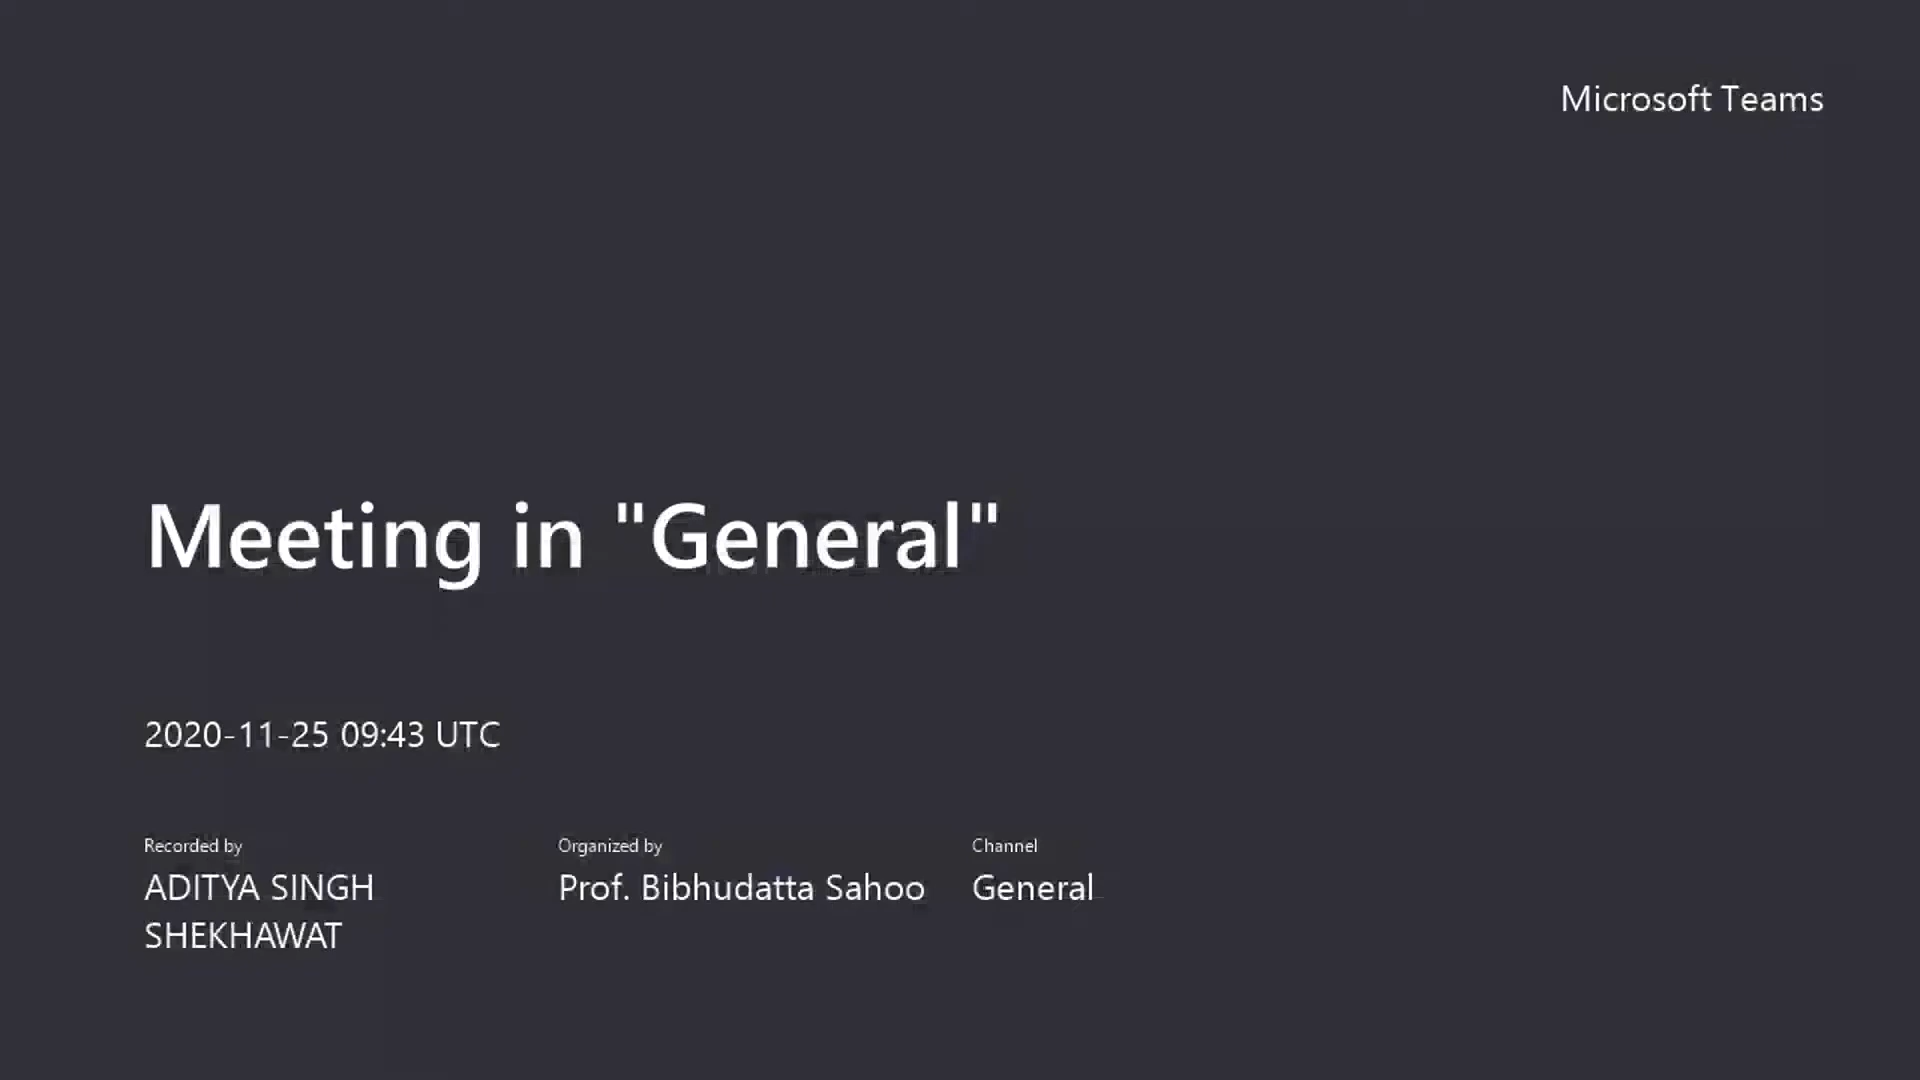 Microsoft Teams
Meeting in "General"
2020-11-25 09:43 UTC
Recorded by
ADITYA SINGH
SHEKHAWAT
Organized by
Prof. Bibhudatta Sahoo
Channel
General